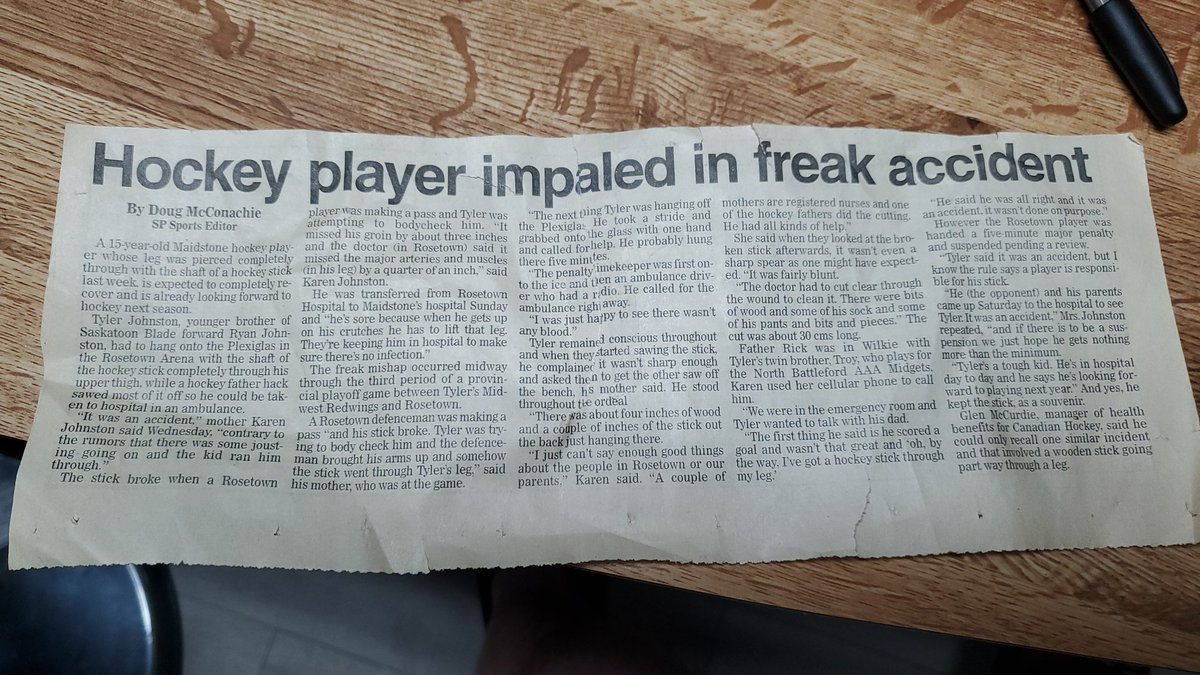 Hockey player impaled in freak accident
By Doug McConachie
SP Sports Editor
A 15-year-old Maidstone hockey play-
er whose leg was pierced completely
through with the shaft of a hockey stick
last week, is expected to completely re-
cover and is already looking forward to
hockey next season.
Tyler Johnston, younger brother of
Saskatoon Blade forward Ryan John-
ston, had to hang onto the Plexiglas in
the Rosetown Arena with the shaft of
the hockey stick completely through his
upper thigh, while a hockey father hack
sawed most of it off so he could be tak-
en to hospital in an ambulance.
"It was an accident," mother Karen
Johnston said Wednesday, "contrary to
the rumors that there was some joust-
ing going on and the kid ran him
through."
The stick broke when a Rosetown
player was making a pass and Tyler was
attempting to bodycheck him. "It
missed his groin by about three inches
and the doctor (in Rosetown) said it
missed the major arteries and muscles
(in his leg) by a quarter of an inch," said
Karen Johnston.
He was transferred from Rosetown
Hospital to Maidstone's hospital Sunday
and "he's sore because when he gets up
on his crutches he has to lift that leg.
They're keeping him in hospital to make
sure there's no infection."
The freak mishap occurred midway
through the third period of a provin-
cial playoff game between Tyler's Mid-
west Redwings and Rosetown.
A Rosetown defenceman was making a
pass "and his stick broke. Tyler was try-
ing to body check him and the defence-
man brought his arms up and somehow
the stick went through Tyler's leg," said
his mother, who was at the game.
"The next thing Tyler was hanging off
the Plexiglas. He took a stride and
grabbed onto the glass with one hand
and called for help. He probably hung
there five minutes.
"The penalty timekeeper was first on-
to the ice and then an ambulance driv-
er who had a radio. He called for the
ambulance right away.
"I was just happy to see there wasn't
any blood."
Tyler remained conscious throughout
and when they started sawing the stick,
he complained it wasn't sharp enough
and asked them to get the other saw off
the bench, his mother said. He stood
throughout the ordeal
"There was about four inches of wood
and a couple of inches of the stick out
the back just hanging there.
"I just can't say enough good things
about the people in Rosetown or our
parents," Karen said. "A couple of
mothers are registered nurses and one
of the hockey fathers did the cutting.
He had all kinds of help."
She said when they looked at the bro-
ken stick afterwards, it wasn't even a
sharp spear as one might have expect-
ed. "It was fairly blunt.
"The doctor had to cut clear through
the wound to clean it. There were bits
of wood and some of his sock and some
of his pants and bits and pieces." The
cut was about 30 cms long.
Father Rick was in Wilkie with
Tyler's twin brother, Troy, who plays for
the North Battleford AAA Midgets.
Karen used her cellular phone to call
him.
"We were in the emergency room and
Tyler wanted to talk with his dad.
"The first thing he said is he scored a
goal and wasn't that great and 'oh, by
the way, I've got a hockey stick through
my leg.'
"He said he was all right and it was
an accident, it wasn't done on purpose."
However the Rosetown player was
handed a five-minute major penalty
and suspended pending a review.
"Tyler said it was an accident, but I
know the rule says a player is responsi-
ble for his stick.
"He (the opponent) and his parents
came up Saturday to the hospital to see
Tyler. It was an accident," Mrs. Johnston
repeated, "and if there is to be a sus-
pension we just hope he gets nothing
more than the minimum.
"Tyler's a tough kid. He's in hospital
day to day and he says he's looking for-
ward to playing next year." And yes, he
kept the stick, as a souvenir.
Glen McCurdie, manager of health
benefits for Canadian Hockey, said he
could only recall one similar incident
and that involved a wooden stick going
part way through a leg.